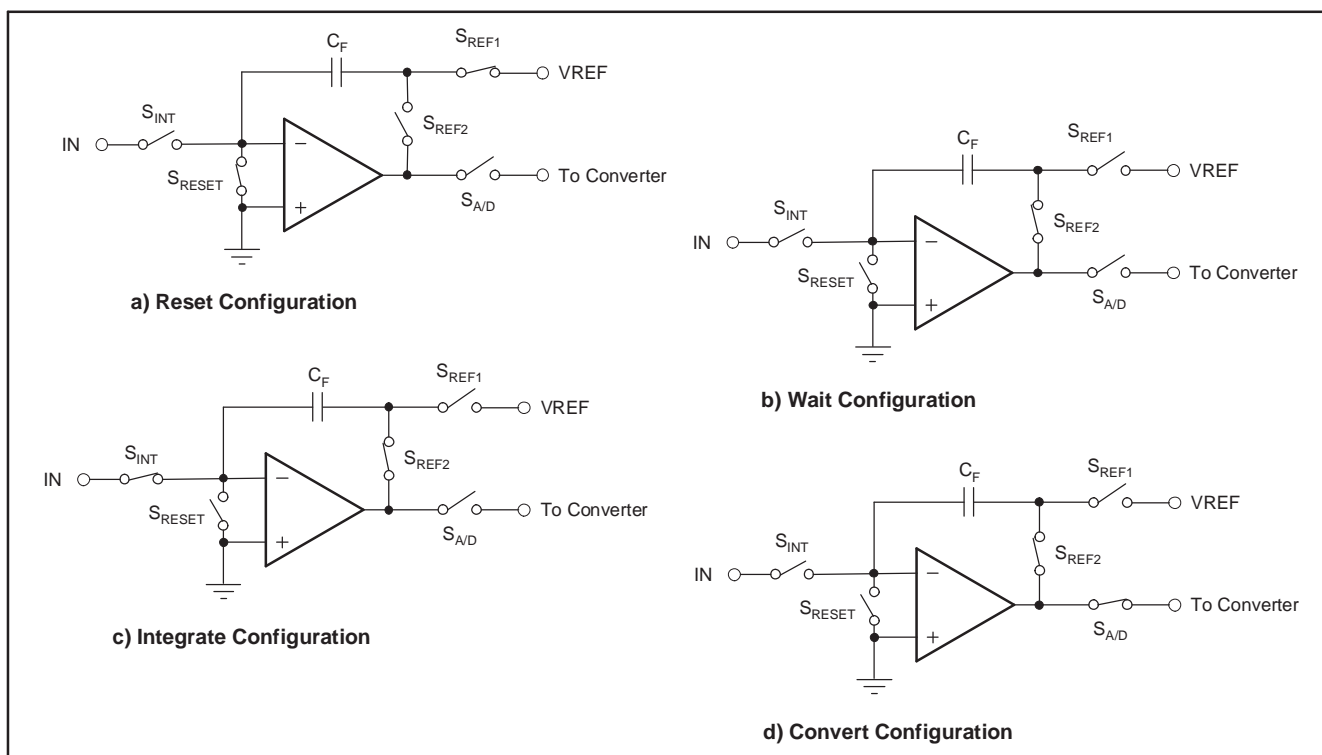 C_F
S_REF1
VREF
S_INT
IN
S_REF2
S_RESET
−
+
To Converter
S_A/D
a) Reset Configuration
C_F
S_REF1
VREF
S_INT
IN
S_REF2
S_RESET
−
+
To Converter
S_A/D
b) Wait Configuration
C_F
S_REF1
VREF
S_INT
IN
S_REF2
S_RESET
−
+
To Converter
S_A/D
c) Integrate Configuration
C_F
S_REF1
VREF
S_INT
IN
S_REF2
S_RESET
−
+
To Converter
S_A/D
d) Convert Configuration